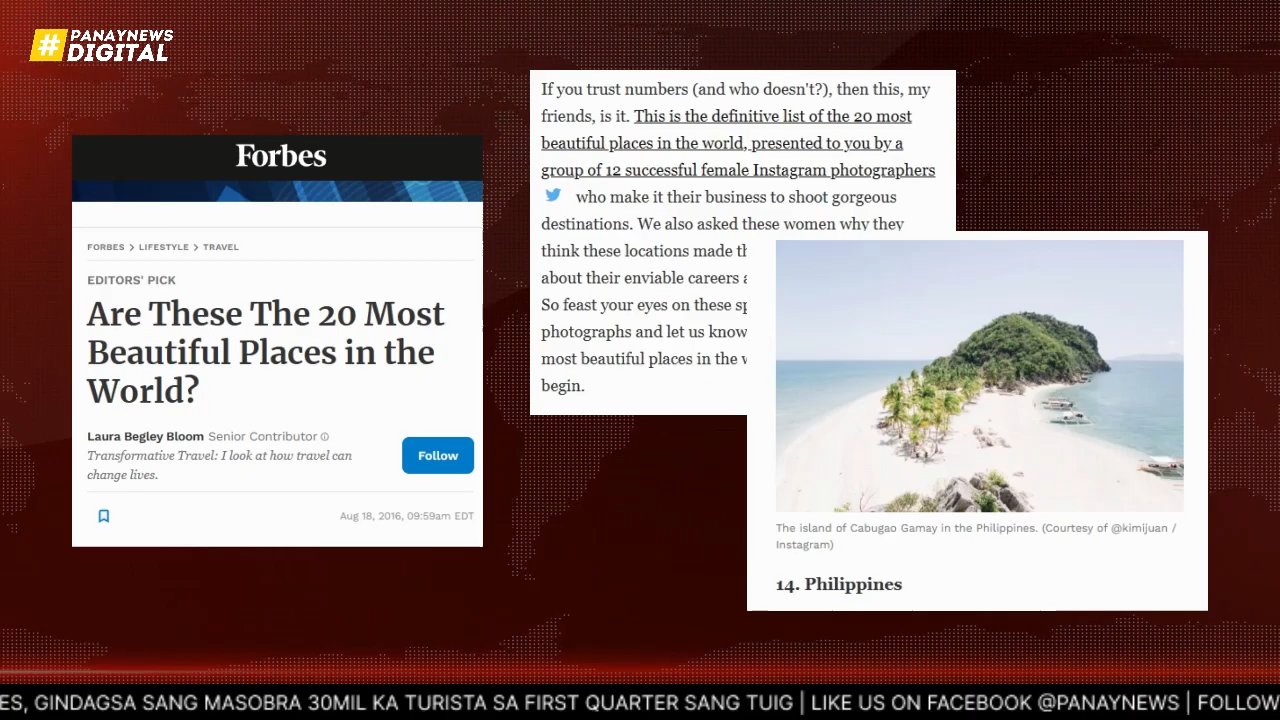 # PANAYNEWS
DIGITAL
Forbes
FORBES > LIFESTYLE > TRAVEL
EDITORS' PICK
Are These The 20 Most
Beautiful Places in the
World?
Laura Begley Bloom Senior Contributor
Transformative Travel: I look at how travel can
change lives.
Follow
Aug 18, 2016, 09:59am EDT
If you trust numbers (and who doesn't?), then this, my
friends, is it. This is the definitive list of the 20 most
beautiful places in the world, presented to you by a
group of 12 successful female Instagram photographers
who make it their business to shoot gorgeous
destinations. We also asked these women why they
think these locations made
about their enviable careers
So feast your eyes on these
photographs and let us know
most beautiful places in the
begin.
The island of Cabugao Gamay in the Philippines. (Courtesy of @kimijuan /
Instagram)
14. Philippines
ES, GINDAGSA SANG MASOBRA 30MIL KA TURISTA SA FIRST QUARTER SANG TUIG | LIKE US ON FACEBOOK @PANAYNEWS | FOLLOW